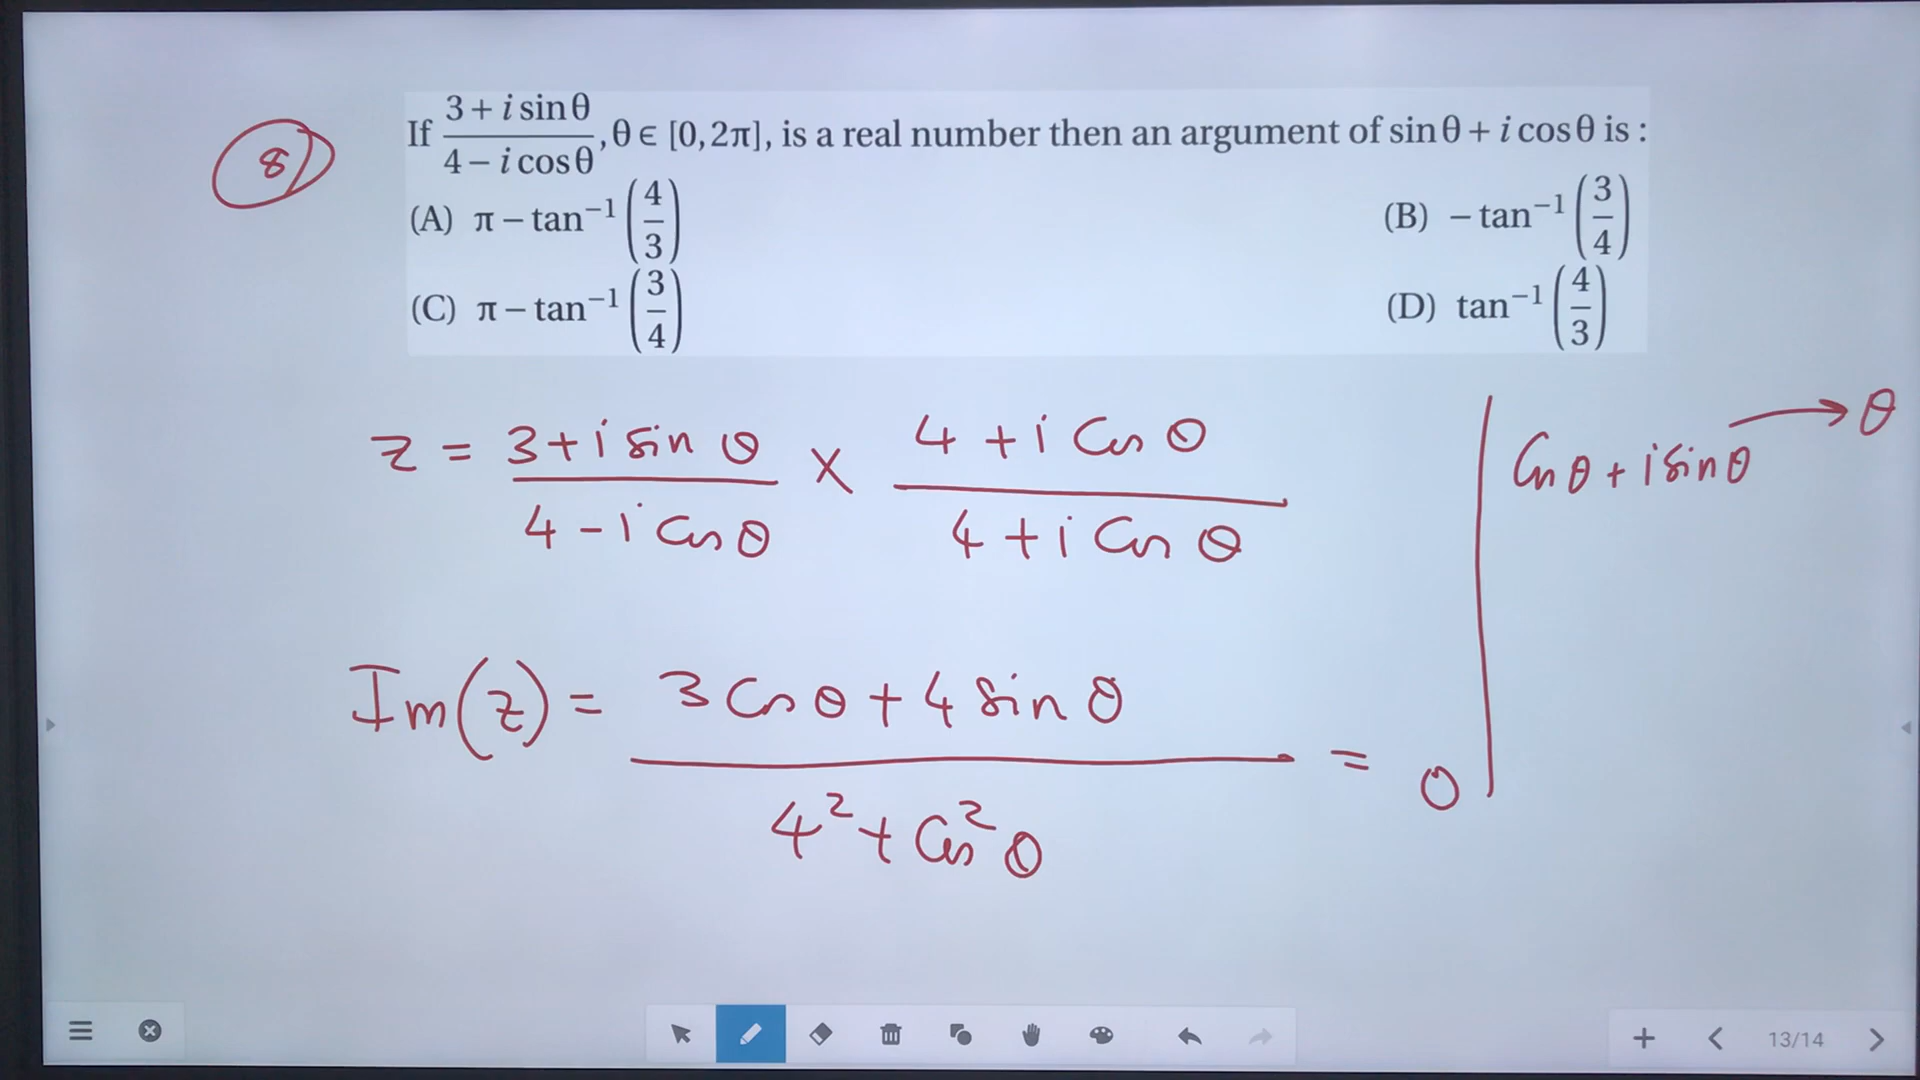 8)
If (3 + i sinθ)/(4 − i cosθ), θ ∈ [0, 2π], is a real number then an argument of sinθ + i cosθ is :
(A) π − tan⁻¹(4/3)
(B) − tan⁻¹(3/4)
(C) π − tan⁻¹(3/4)
(D) tan⁻¹(4/3)
z = (3 + i sin θ)/(4 − i Cos θ) × (4 + i Cos θ)/(4 + i Cos θ)
Cos θ + i sin θ → θ
Im(z) = (3 Cos θ + 4 sin θ)/(4² + Cos² θ) = 0
13/14